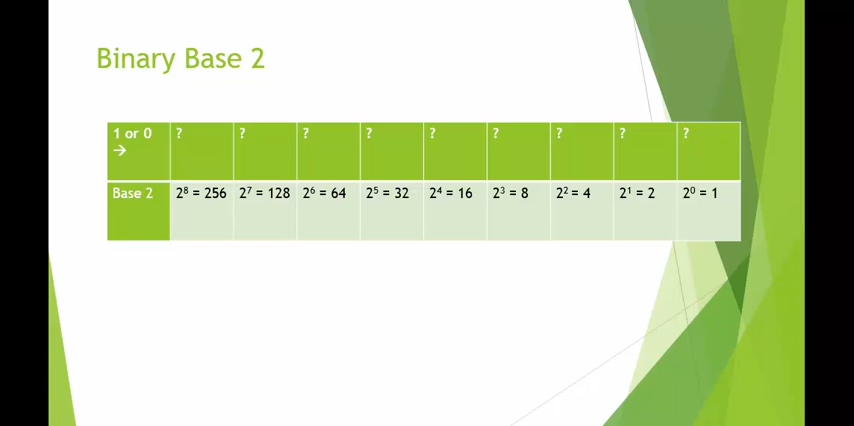 Binary Base 2
1 or 0 ? ? ? ? ? ? ? ? ?
→
Base 2 2⁸ = 256 2⁷ = 128 2⁶ = 64 2⁵ = 32 2⁴ = 16 2³ = 8 2² = 4 2¹ = 2 2⁰ = 1